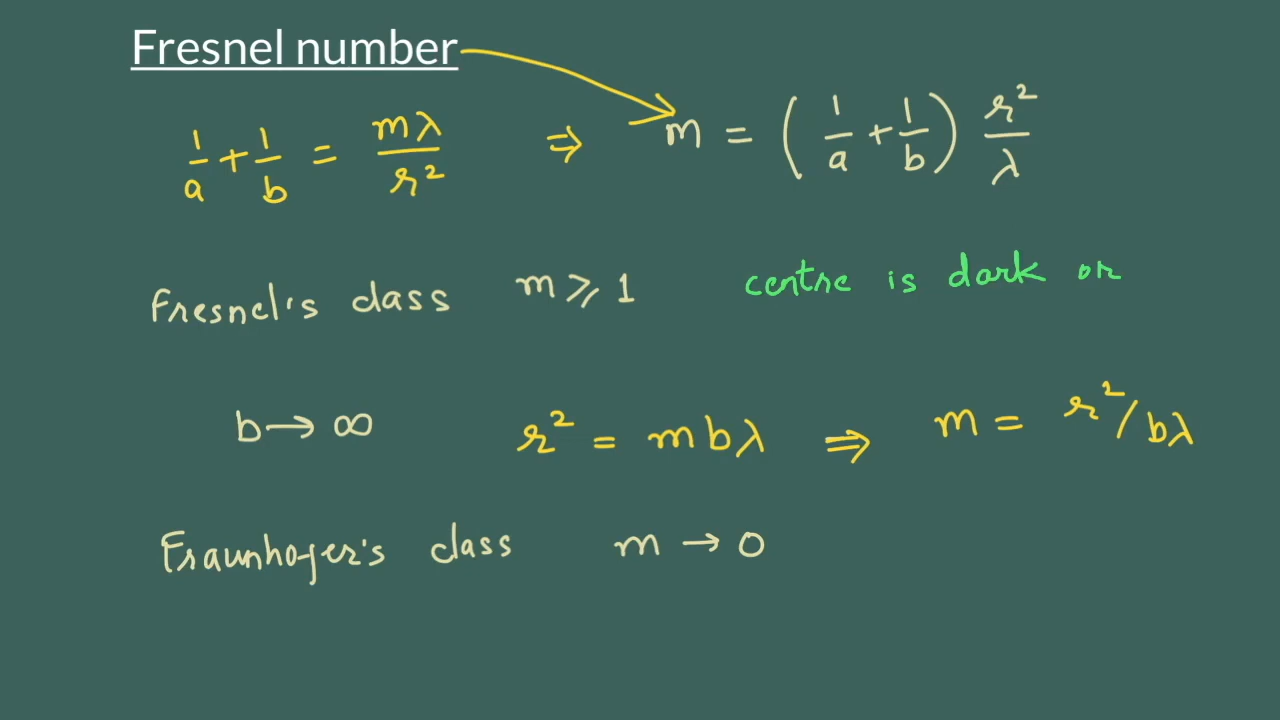 Fresnel number
1/a + 1/b = mλ/r² ⇒ m = (1/a + 1/b) r²/λ
Fresnel's class m ⩾ 1 centre is dark or
b → ∞ r² = m b λ ⇒ m = r²/bλ
Fraunhofer's class m → 0